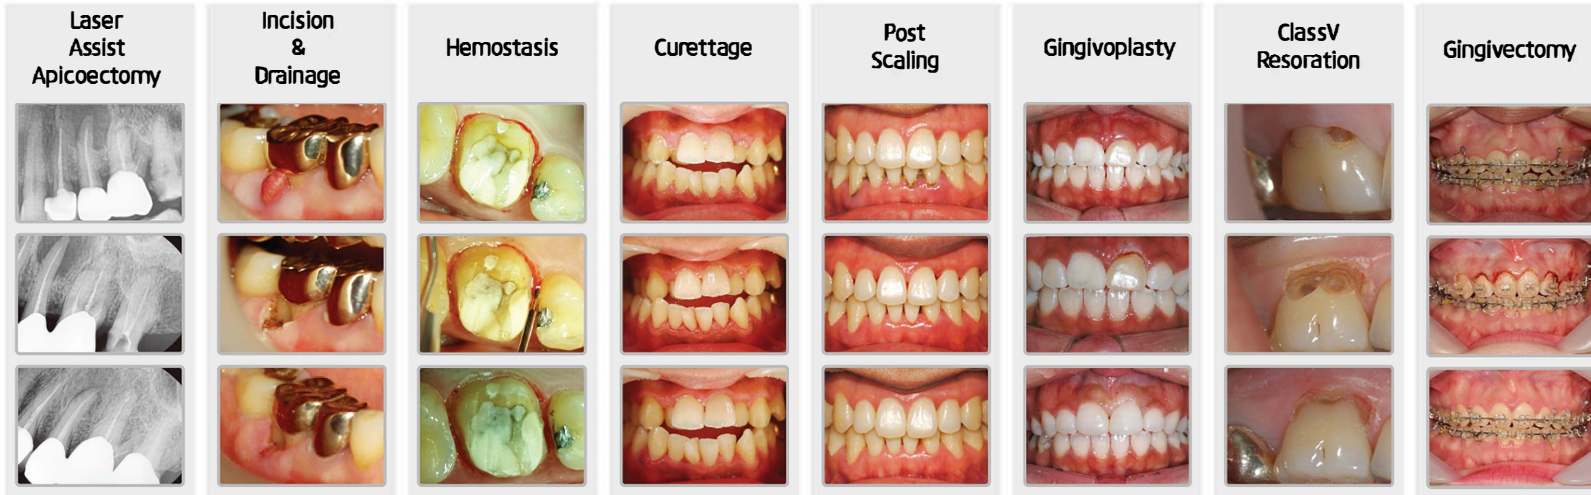 Laser
Assist
Apicoectomy
Incision
&
Drainage
Hemostasis
Curettage
Post
Scaling
Gingivoplasty
ClassV
Resoration
Gingivectomy